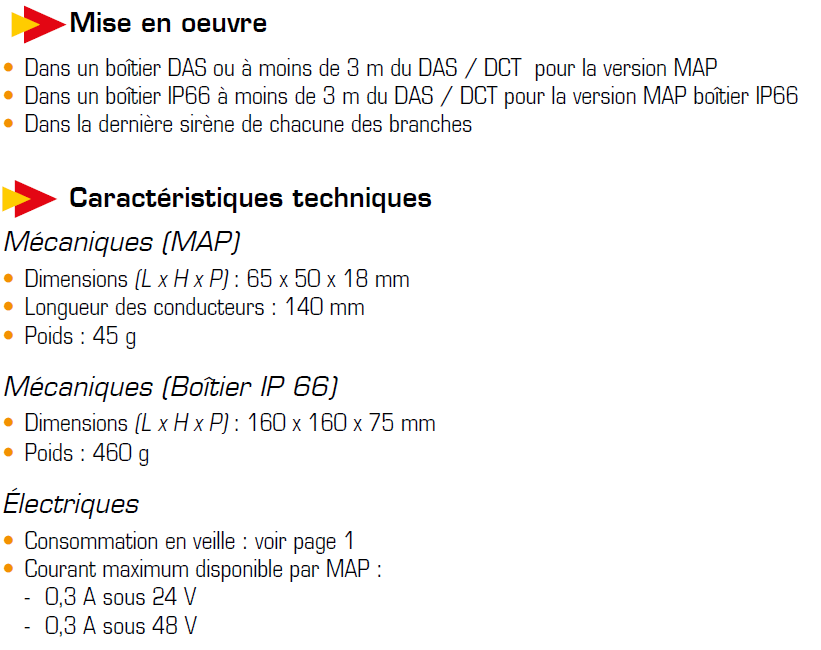 Mise en oeuvre
• Dans un boîtier DAS ou à moins de 3 m du DAS / DCT pour la version MAP
• Dans un boîtier IP66 à moins de 3 m du DAS / DCT pour la version MAP boîtier IP66
• Dans la dernière sirène de chacune des branches
Caractéristiques techniques
Mécaniques (MAP)
• Dimensions (L x H x P) : 65 x 50 x 18 mm
• Longueur des conducteurs : 140 mm
• Poids : 45 g
Mécaniques (Boîtier IP 66)
• Dimensions (L x H x P) : 160 x 160 x 75 mm
• Poids : 460 g
Électriques
• Consommation en veille : voir page 1
• Courant maximum disponible par MAP :
- 0,3 A sous 24 V
- 0,3 A sous 48 V